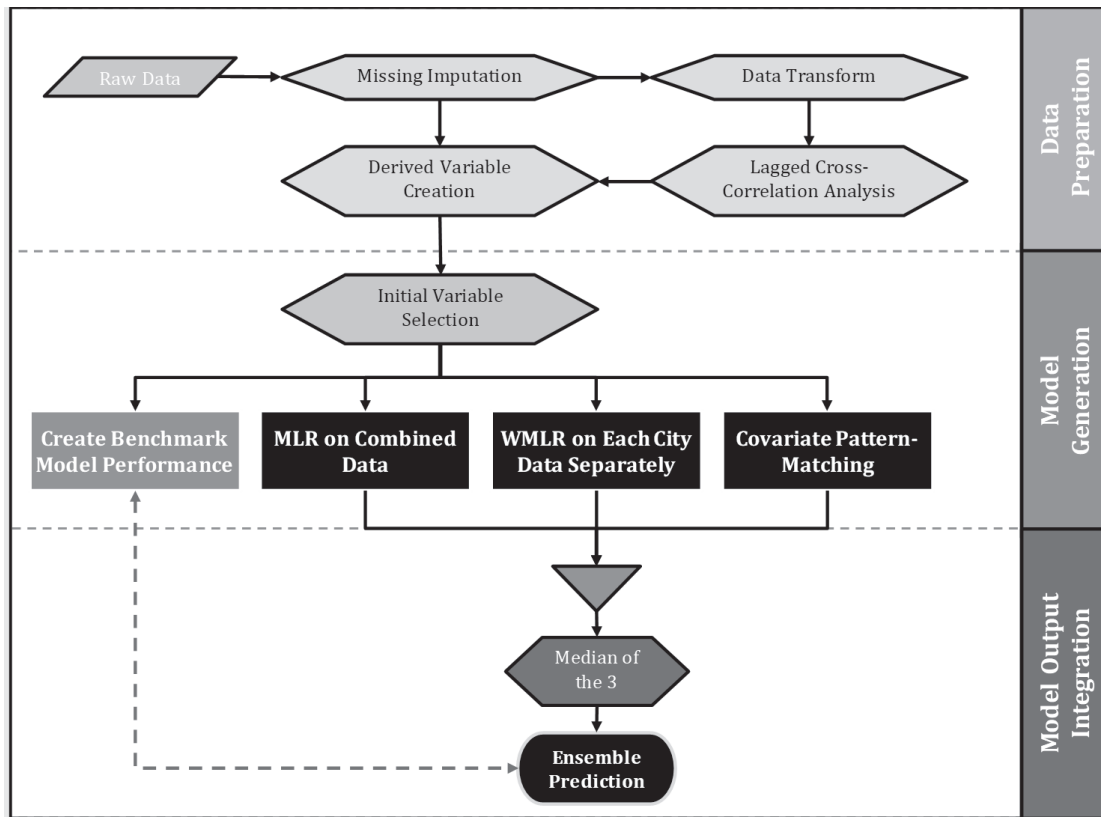 Raw Data
Missing Imputation
Data Transform
Derived Variable
Creation
Lagged Cross-
Correlation Analysis
Data
Preparation
Initial Variable
Selection
Create Benchmark
Model Performance
MLR on Combined
Data
WMLR on Each City
Data Separately
Covariate Pattern-
Matching
Model
Generation
Median of
the 3
Ensemble
Prediction
Model Output
Integration